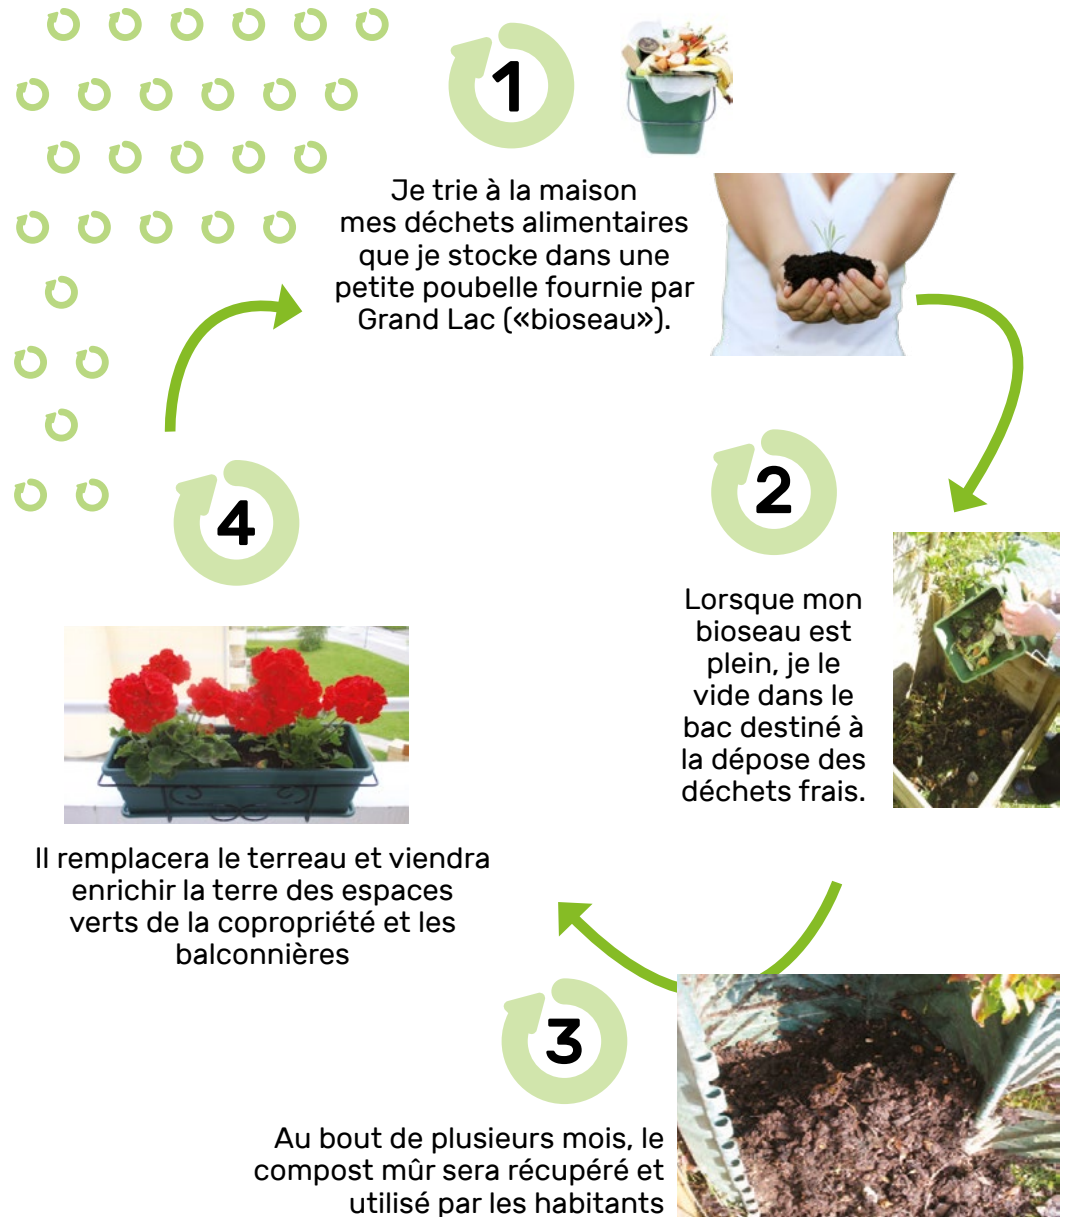 1
Je trie à la maison
mes déchets alimentaires
que je stocke dans une
petite poubelle fournie par
Grand Lac («bioseau»).
2
Lorsque mon
bioseau est
plein, je le
vide dans le
bac destiné à
la dépose des
déchets frais.
3
Au bout de plusieurs mois, le
compost mûr sera récupéré et
utilisé par les habitants
4
Il remplacera le terreau et viendra
enrichir la terre des espaces
verts de la copropriété et les
balconnières